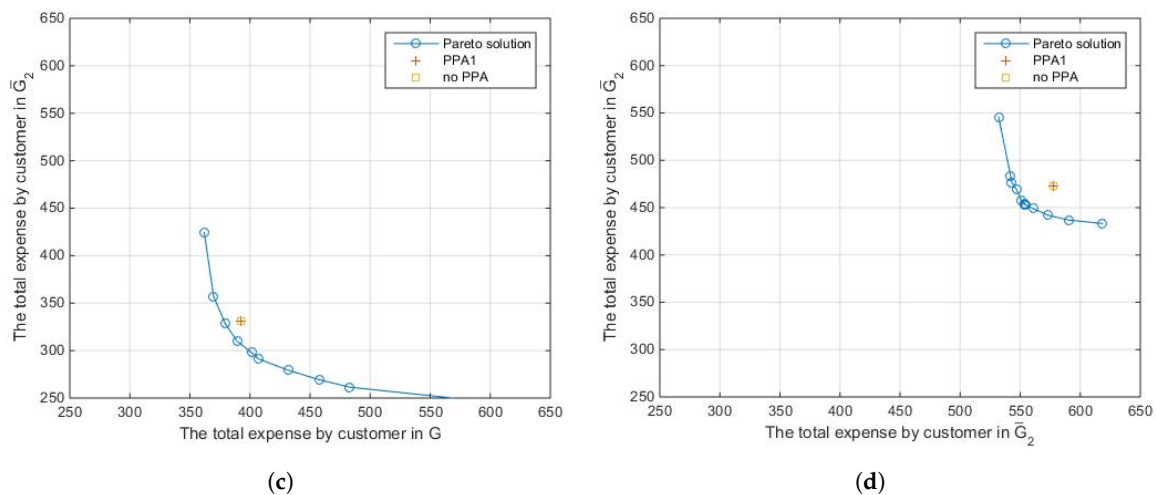 650
600
550
500
450
400
350
300
250
The total expense by customer in G̅₂
Pareto solution
PPA1
no PPA
250 300 350 400 450 500 550 600 650
The total expense by customer in G
(c)
650
600
550
500
450
400
350
300
250
The total expense by customer in G̅₂
Pareto solution
PPA1
no PPA
250 300 350 400 450 500 550 600 650
The total expense by customer in G̅₂
(d)